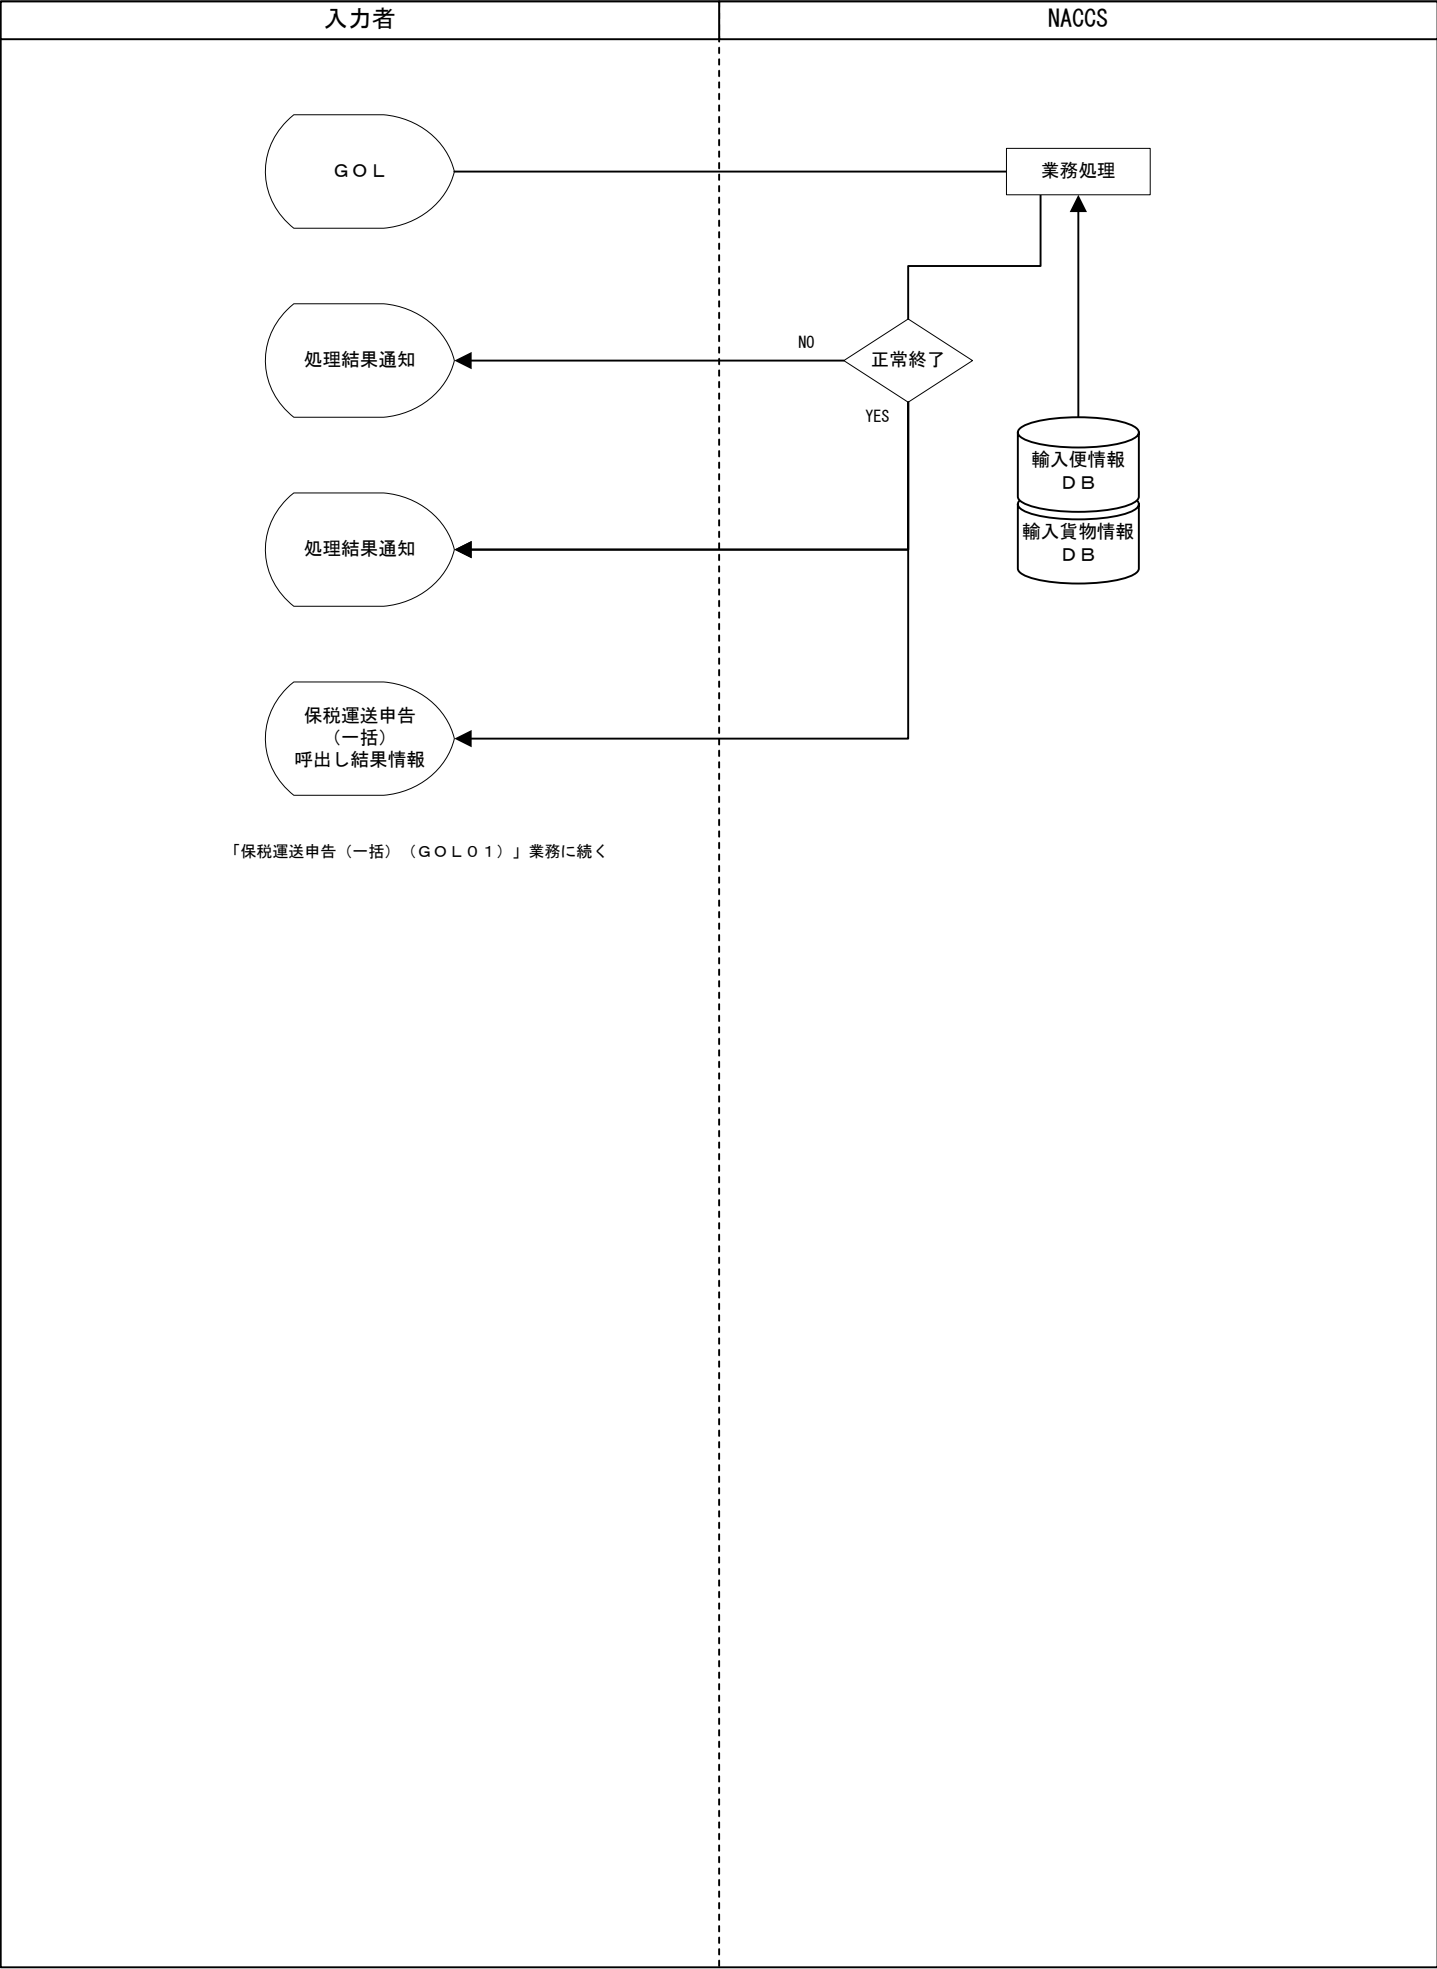 入力者
NACCS
ＧＯＬ
業務処理
処理結果通知
NO
正常終了
YES
輸入便情報
ＤＢ
輸入貨物情報
ＤＢ
処理結果通知
保税運送申告
（一括）
呼出し結果情報
「保税運送申告（一括）（ＧＯＬ０１）」業務に続く